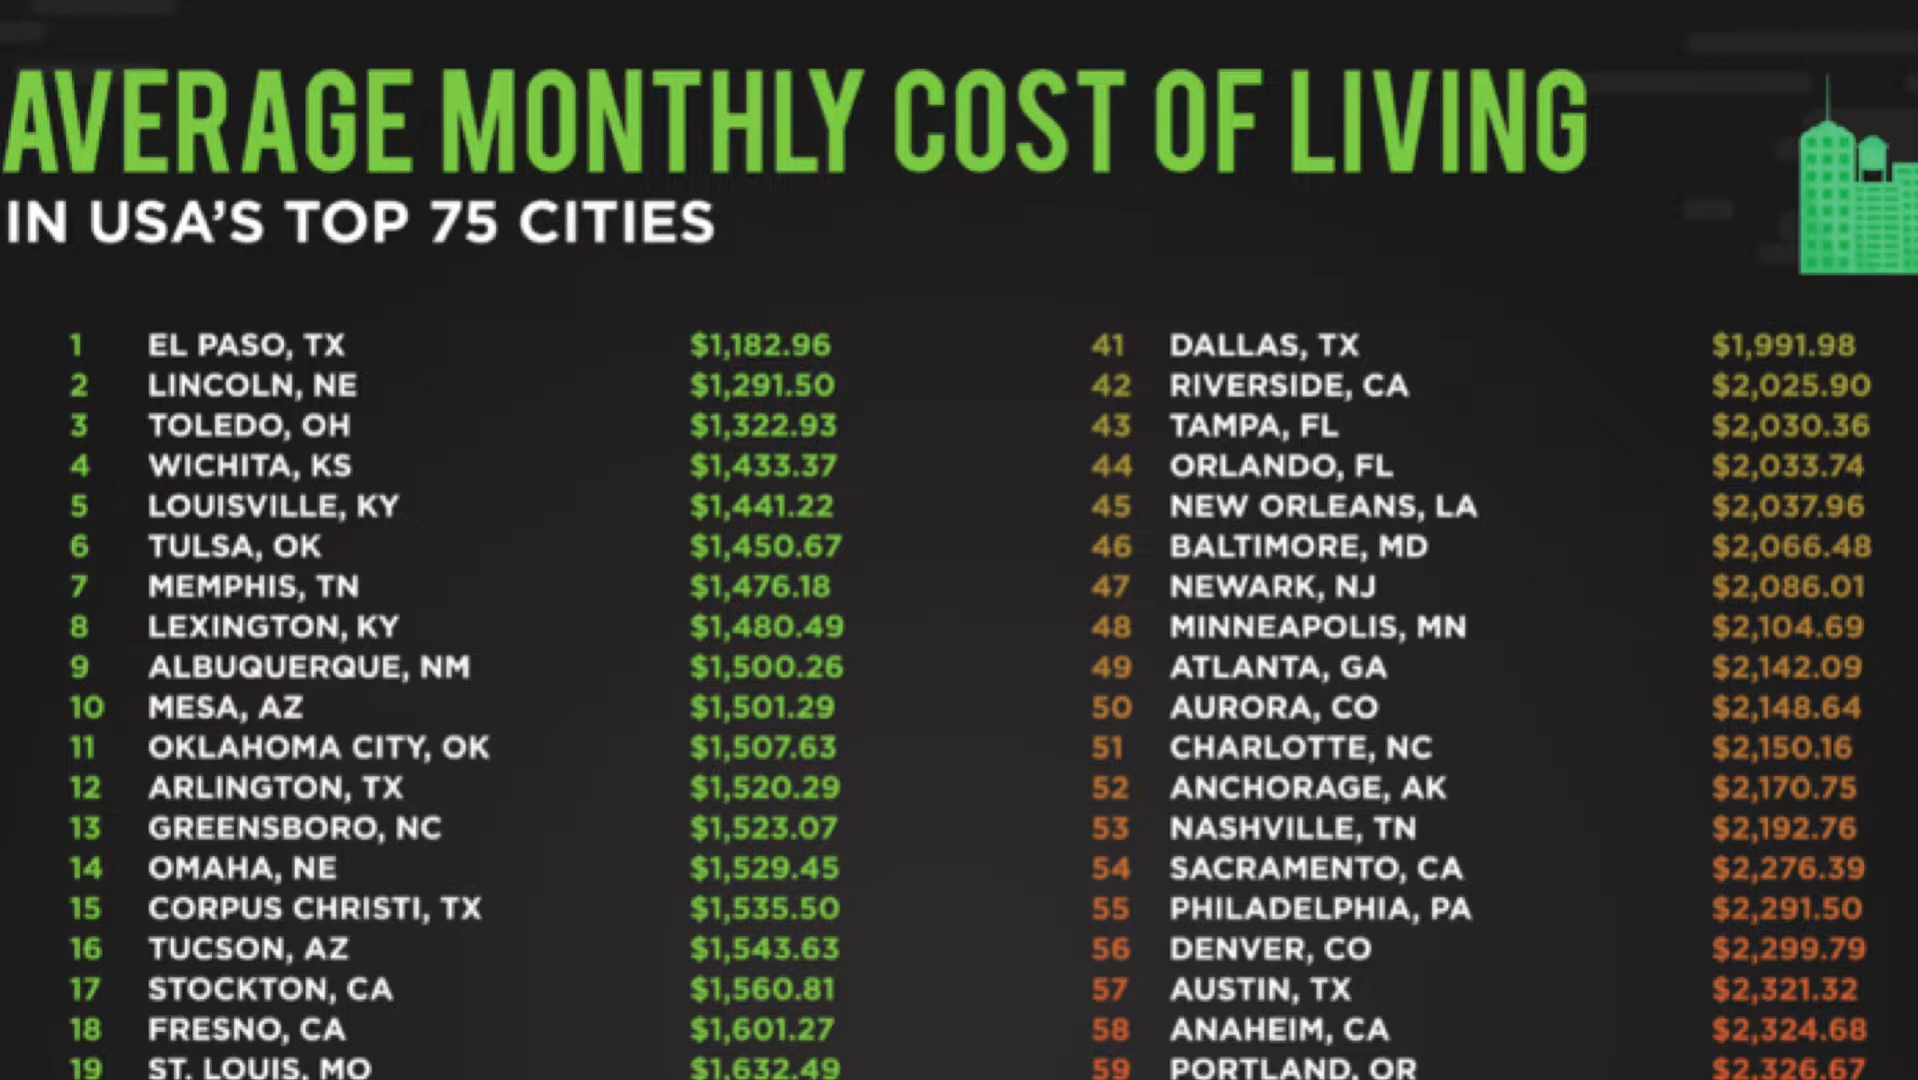 AVERAGE MONTHLY COST OF LIVING
IN USA'S TOP 75 CITIES
1 EL PASO, TX $1,182.96
2 LINCOLN, NE $1,291.50
3 TOLEDO, OH $1,322.93
4 WICHITA, KS $1,433.37
5 LOUISVILLE, KY $1,441.22
6 TULSA, OK $1,450.67
7 MEMPHIS, TN $1,476.18
8 LEXINGTON, KY $1,480.49
9 ALBUQUERQUE, NM $1,500.26
10 MESA, AZ $1,501.29
11 OKLAHOMA CITY, OK $1,507.63
12 ARLINGTON, TX $1,520.29
13 GREENSBORO, NC $1,523.07
14 OMAHA, NE $1,529.45
15 CORPUS CHRISTI, TX $1,535.50
16 TUCSON, AZ $1,543.63
17 STOCKTON, CA $1,560.81
18 FRESNO, CA $1,601.27
19 ST. LOUIS, MO $1,632.49
41 DALLAS, TX $1,991.98
42 RIVERSIDE, CA $2,025.90
43 TAMPA, FL $2,030.36
44 ORLANDO, FL $2,033.74
45 NEW ORLEANS, LA $2,037.96
46 BALTIMORE, MD $2,066.48
47 NEWARK, NJ $2,086.01
48 MINNEAPOLIS, MN $2,104.69
49 ATLANTA, GA $2,142.09
50 AURORA, CO $2,148.64
51 CHARLOTTE, NC $2,150.16
52 ANCHORAGE, AK $2,170.75
53 NASHVILLE, TN $2,192.76
54 SACRAMENTO, CA $2,276.39
55 PHILADELPHIA, PA $2,291.50
56 DENVER, CO $2,299.79
57 AUSTIN, TX $2,321.32
58 ANAHEIM, CA $2,324.68
59 PORTLAND, OR $2,326.67